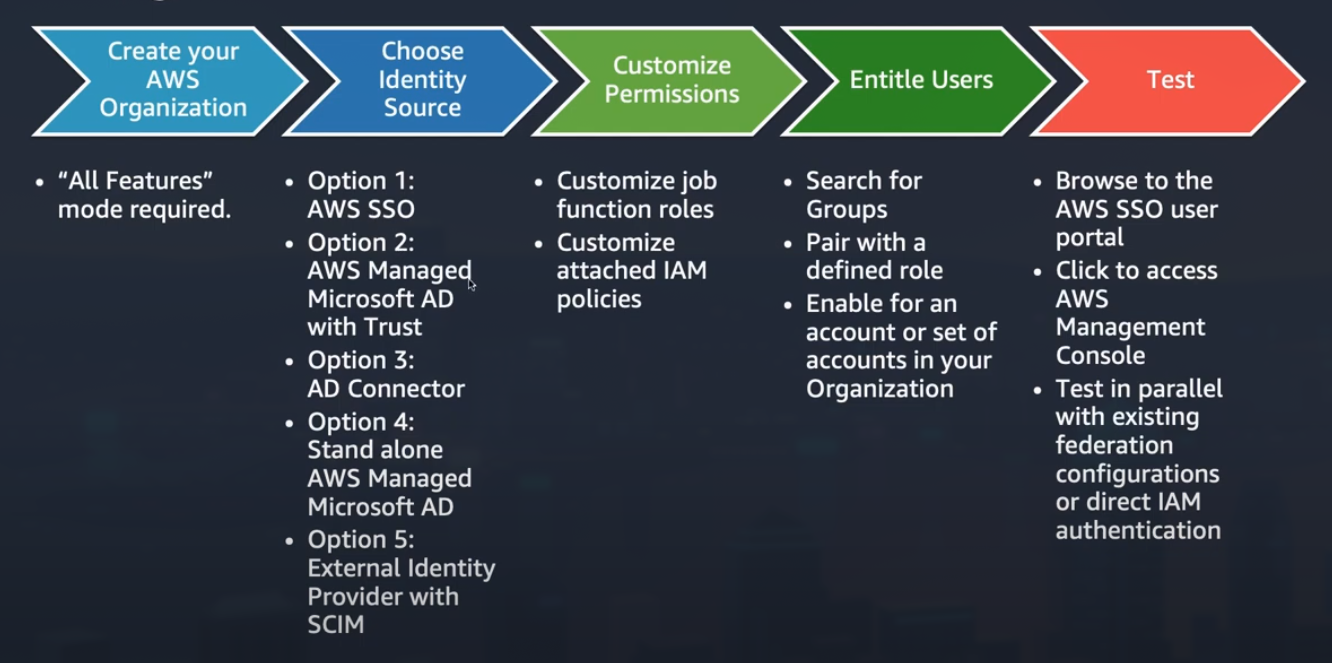 Create your
AWS
Organization
Choose
Identity
Source
Customize
Permissions
Entitle Users
Test
• “All Features”
mode required.
• Option 1:
AWS SSO
• Option 2:
AWS Managed
Microsoft AD
with Trust
• Option 3:
AD Connector
• Option 4:
Stand alone
AWS Managed
Microsoft AD
• Option 5:
External Identity
Provider with
SCIM
• Customize job
function roles
• Customize
attached IAM
policies
• Search for
Groups
• Pair with a
defined role
• Enable for an
account or set of
accounts in your
Organization
• Browse to the
AWS SSO user
portal
• Click to access
AWS
Management
Console
• Test in parallel
with existing
federation
configurations
or direct IAM
authentication